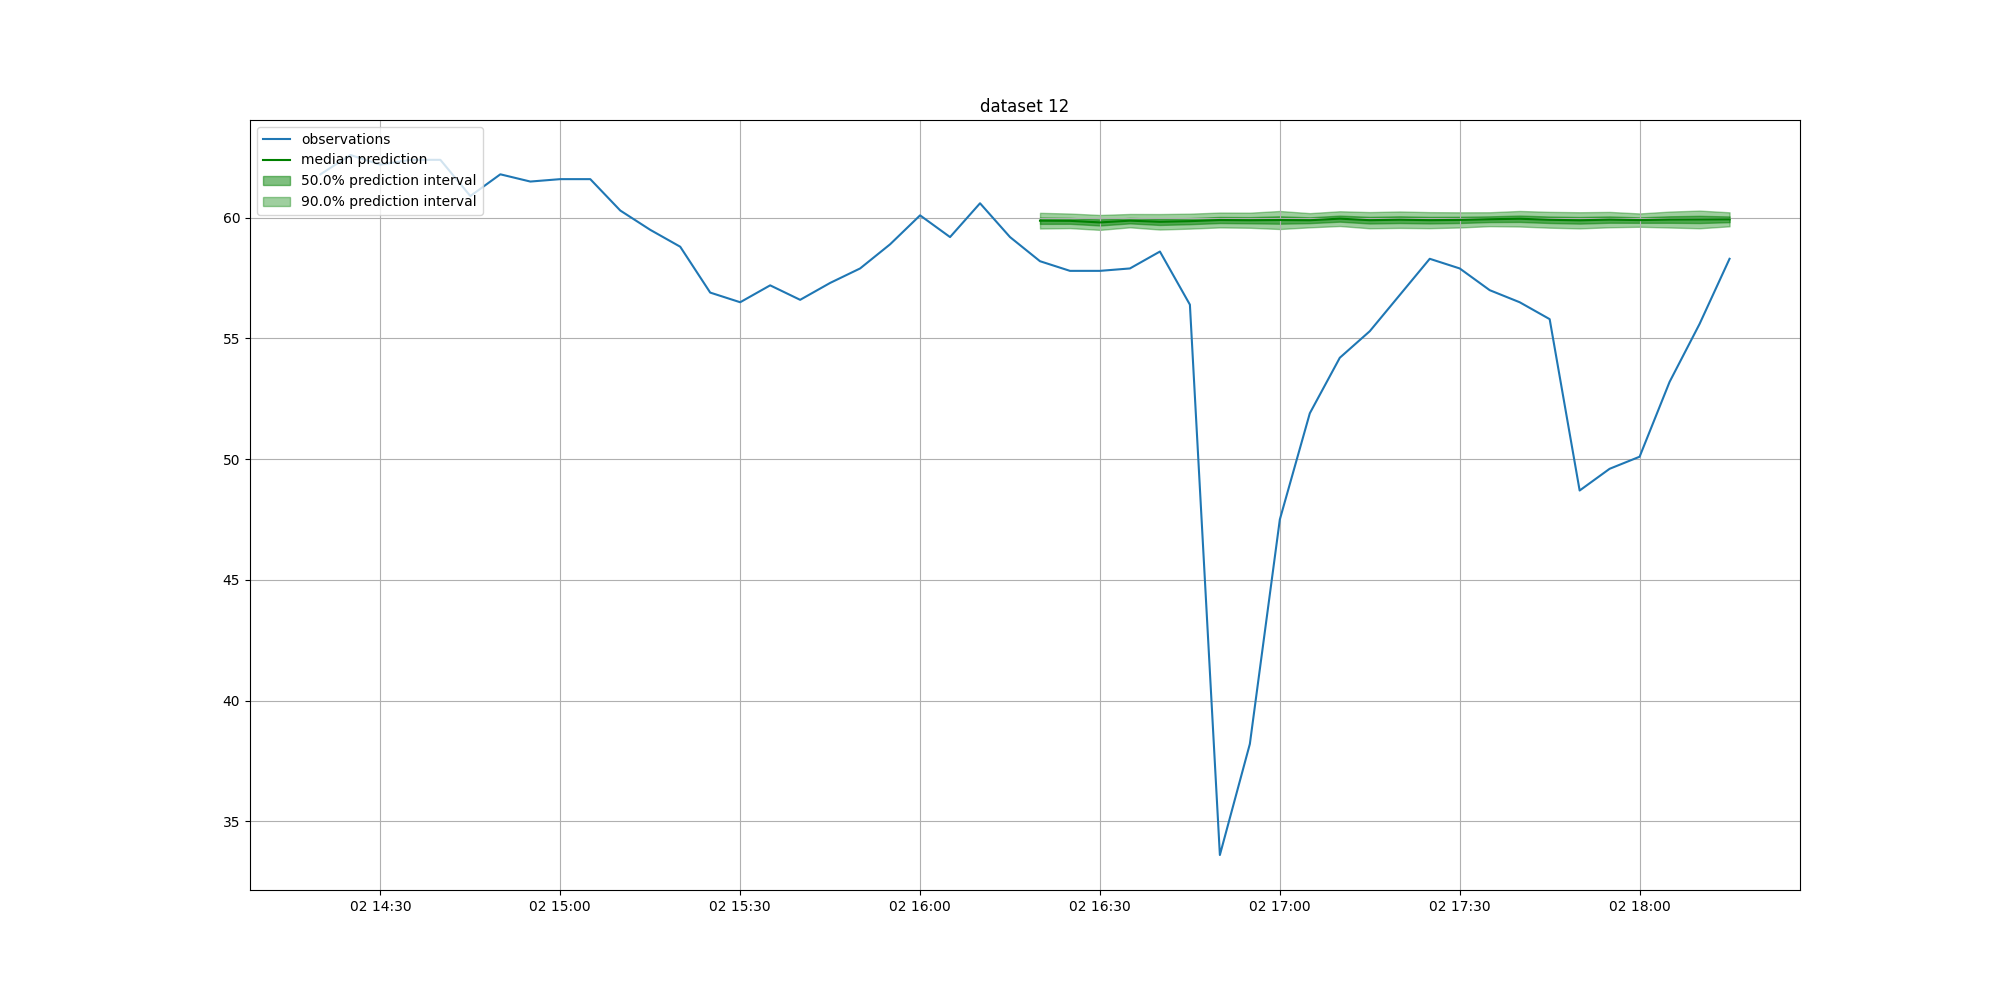 dataset 12
observations
median prediction
50.0% prediction interval
90.0% prediction interval
60
55
50
45
40
35
02 14:30 02 15:00 02 15:30 02 16:00 02 16:30 02 17:00 02 17:30 02 18:00